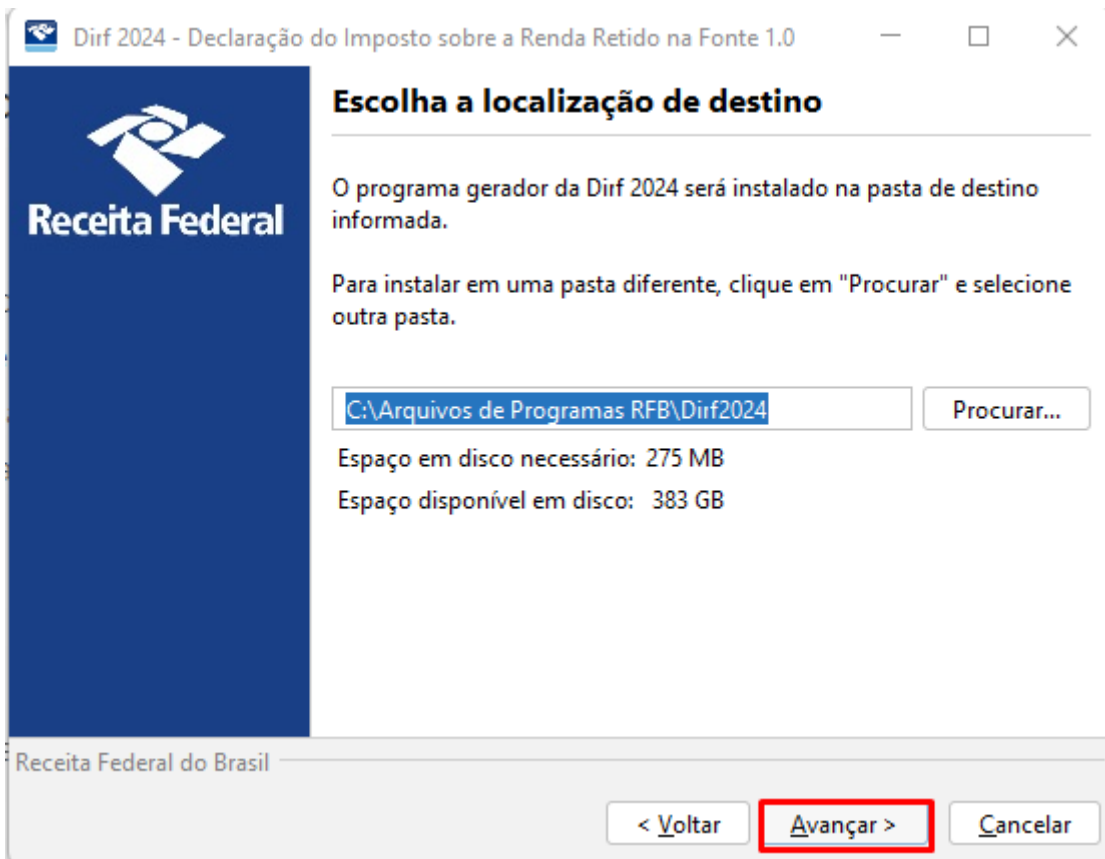 Dirf 2024 - Declaração do Imposto sobre a Renda Retido na Fonte 1.0
Receita Federal
Escolha a localização de destino
O programa gerador da Dirf 2024 será instalado na pasta de destino
informada.
Para instalar em uma pasta diferente, clique em "Procurar" e selecione
outra pasta.
C:\Arquivos de Programas RFB\Dirf2024
Procurar...
Espaço em disco necessário: 275 MB
Espaço disponível em disco: 383 GB
Receita Federal do Brasil
< Voltar
Avançar >
Cancelar